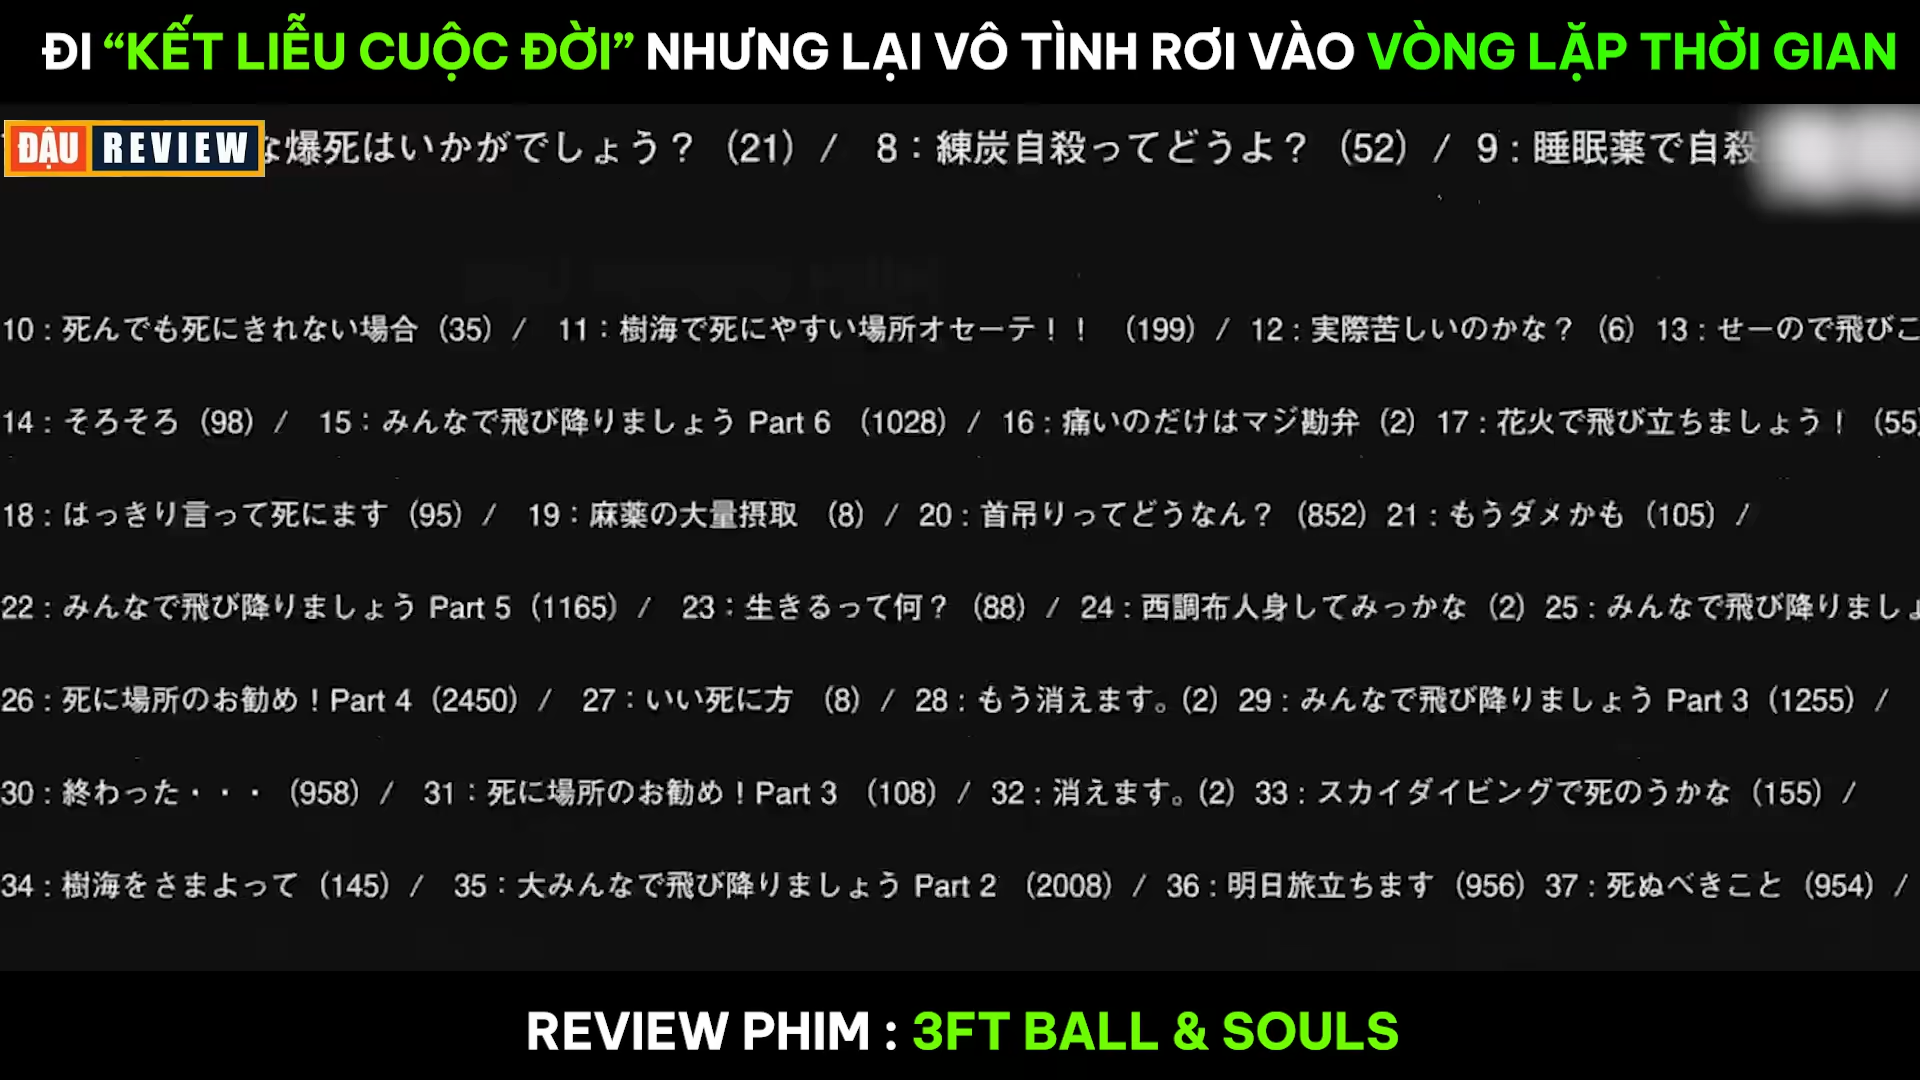 ĐI “KẾT LIỄU CUỘC ĐỜI” NHƯNG LẠI VÔ TÌNH RƠI VÀO VÒNG LẶP THỜI GIAN
ĐẬU REVIEW
な爆死はいかがでしょう？（21）/ 8：練炭自殺ってどうよ？（52）/ 9：睡眠薬で自殺
10：死んでも死にきれない場合（35）/ 11：樹海で死にやすい場所オセーテ！！（199）/ 12：実際苦しいのかな？（6）13：せーので飛びこ
14：そろそろ（98）/ 15：みんなで飛び降りましょう Part 6（1028）/ 16：痛いのだけはマジ勘弁（2）17：花火で飛び立ちましょう！（55）
18：はっきり言って死にます（95）/ 19：麻薬の大量摂取（8）/ 20：首吊りってどうなん？（852）21：もうダメかも（105）/
22：みんなで飛び降りましょう Part 5（1165）/ 23：生きるって何？（88）/ 24：西調布人身してみっかな（2）25：みんなで飛び降りましょ
26：死に場所のお勧め！Part 4（2450）/ 27：いい死に方（8）/ 28：もう消えます。（2）29：みんなで飛び降りましょう Part 3（1255）/
30：終わった・・・（958）/ 31：死に場所のお勧め！Part 3（108）/ 32：消えます。（2）33：スカイダイビングで死のうかな（155）/
34：樹海をさまよって（145）/ 35：大みんなで飛び降りましょう Part 2（2008）/ 36：明日旅立ちます（956）37：死ぬべきこと（954）/
REVIEW PHIM : 3FT BALL & SOULS